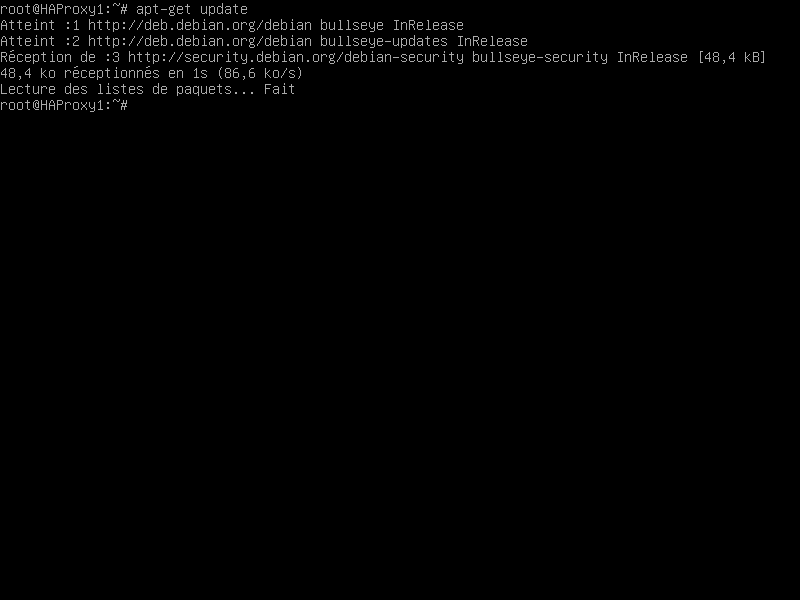 root@HAProxy1:~# apt-get update
Atteint :1 http://deb.debian.org/debian bullseye InRelease
Atteint :2 http://deb.debian.org/debian bullseye-updates InRelease
Réception de :3 http://security.debian.org/debian-security bullseye-security InRelease [48,4 kB]
48,4 ko réceptionnés en 1s (86,6 ko/s)
Lecture des listes de paquets... Fait
root@HAProxy1:~#